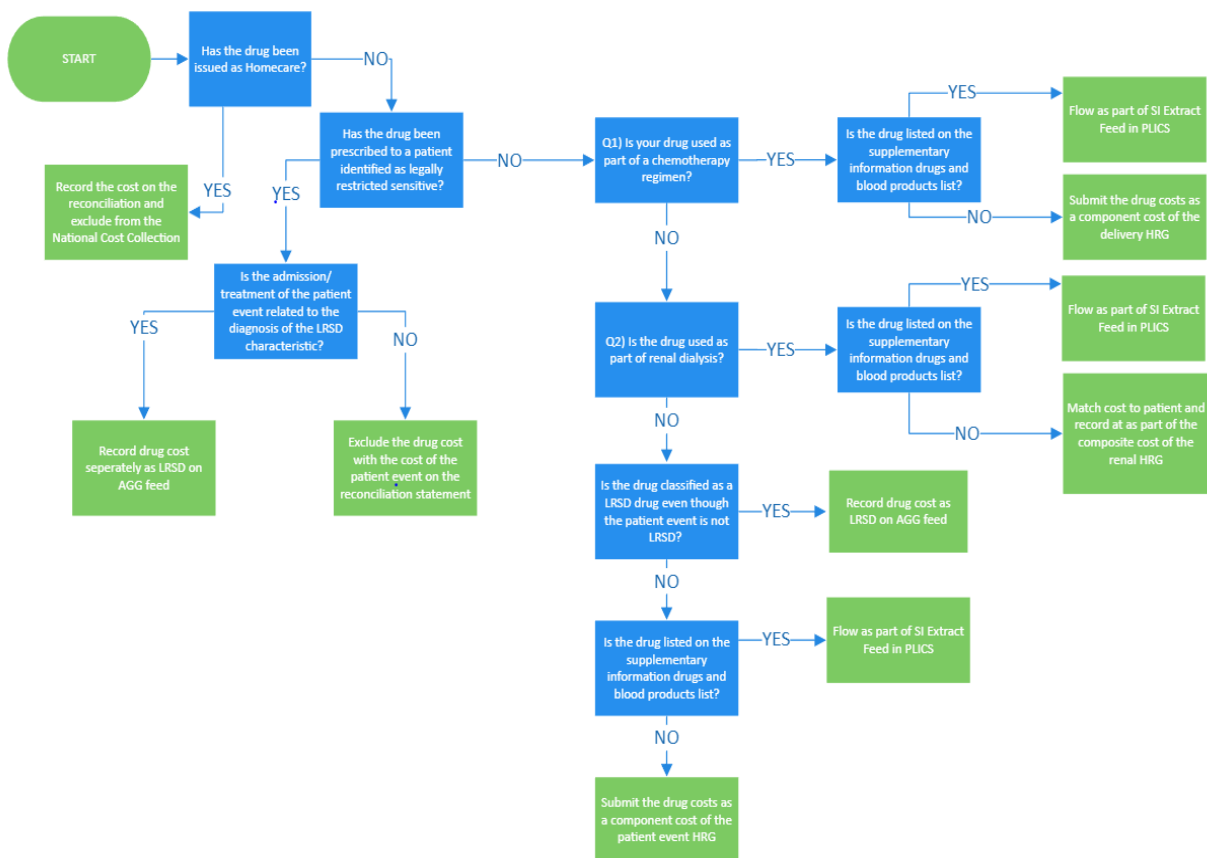 START
Has the drug been
issued as Homecare?
NO
YES
Record the cost on the
reconciliation and
exclude from the
National Cost Collection
Has the drug been
prescribed to a patient
identified as legally
restricted sensitive?
YES
NO
Is the admission/
treatment of the patient
event related to the
diagnosis of the LRSD
characteristic?
YES
NO
Record drug cost
seperately as LRSD on
AGG feed
Exclude the drug cost
with the cost of the
patient event on the
reconciliation statement
Q1) Is your drug used as
part of a chemotherapy
regimen?
YES
NO
Is the drug listed on the
supplementary
information drugs and
blood products list?
YES
Flow as part of SI Extract
Feed in PLICS
NO
Submit the drug costs as
a component cost of the
delivery HRG
Q2) Is the drug used as
part of renal dialysis?
YES
NO
Is the drug listed on the
supplementary
information drugs and
blood products list?
YES
Flow as part of SI Extract
Feed in PLICS
NO
Match cost to patient and
record at as part of the
composite cost of the
renal HRG
Is the drug classified as a
LRSD drug even though
the patient event is not
LRSD?
YES
Record drug cost as
LRSD on AGG feed
NO
Is the drug listed on the
supplementary
information drugs and
blood products list?
YES
Flow as part of SI Extract
Feed in PLICS
NO
Submit the drug costs as
a component cost of the
patient event HRG